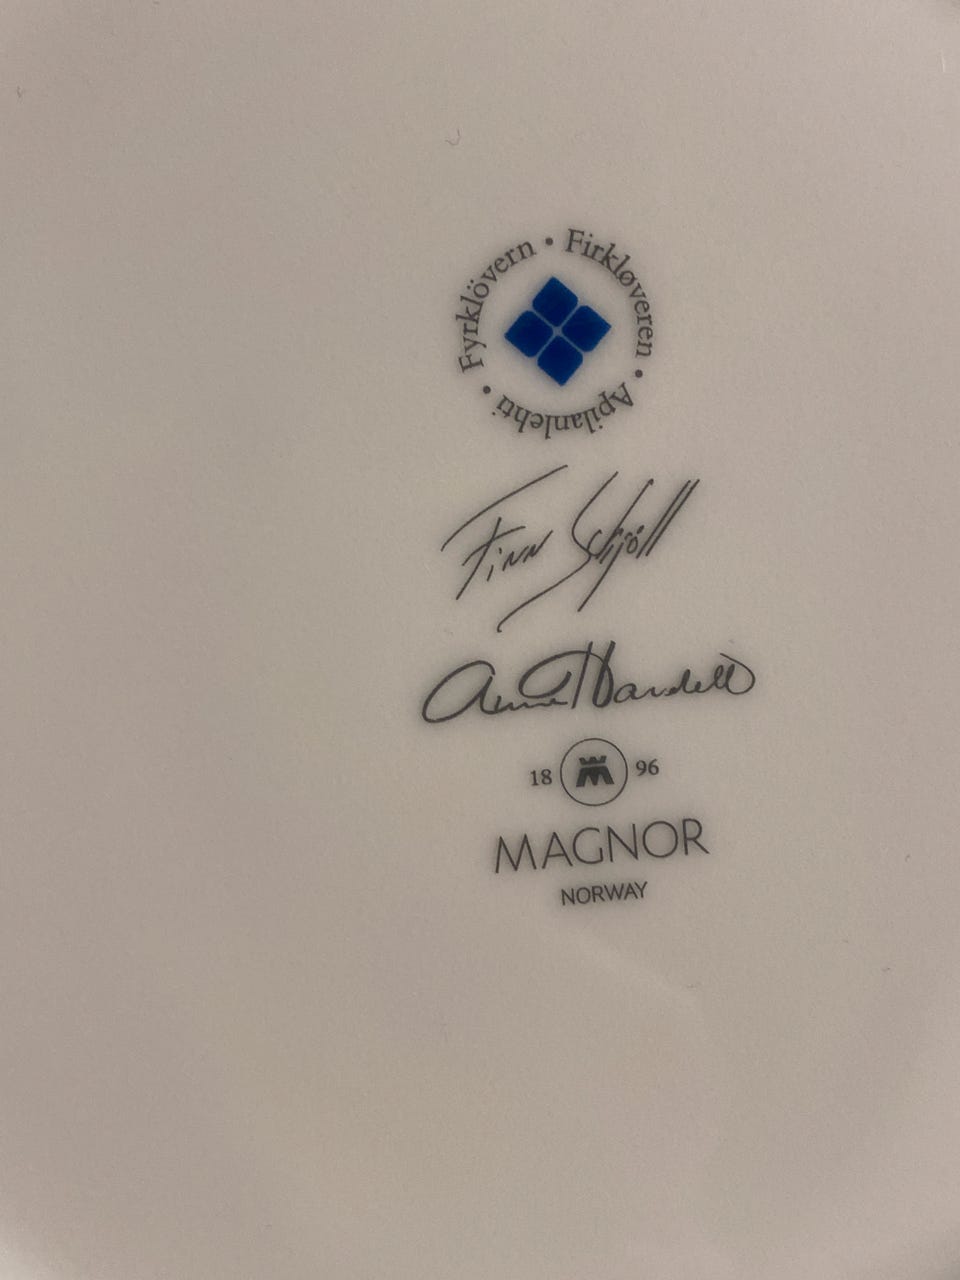 Fyrklövern • Firkløveren • Apilanlehti •
Finn Schjöll
18 M 96
MAGNOR
NORWAY